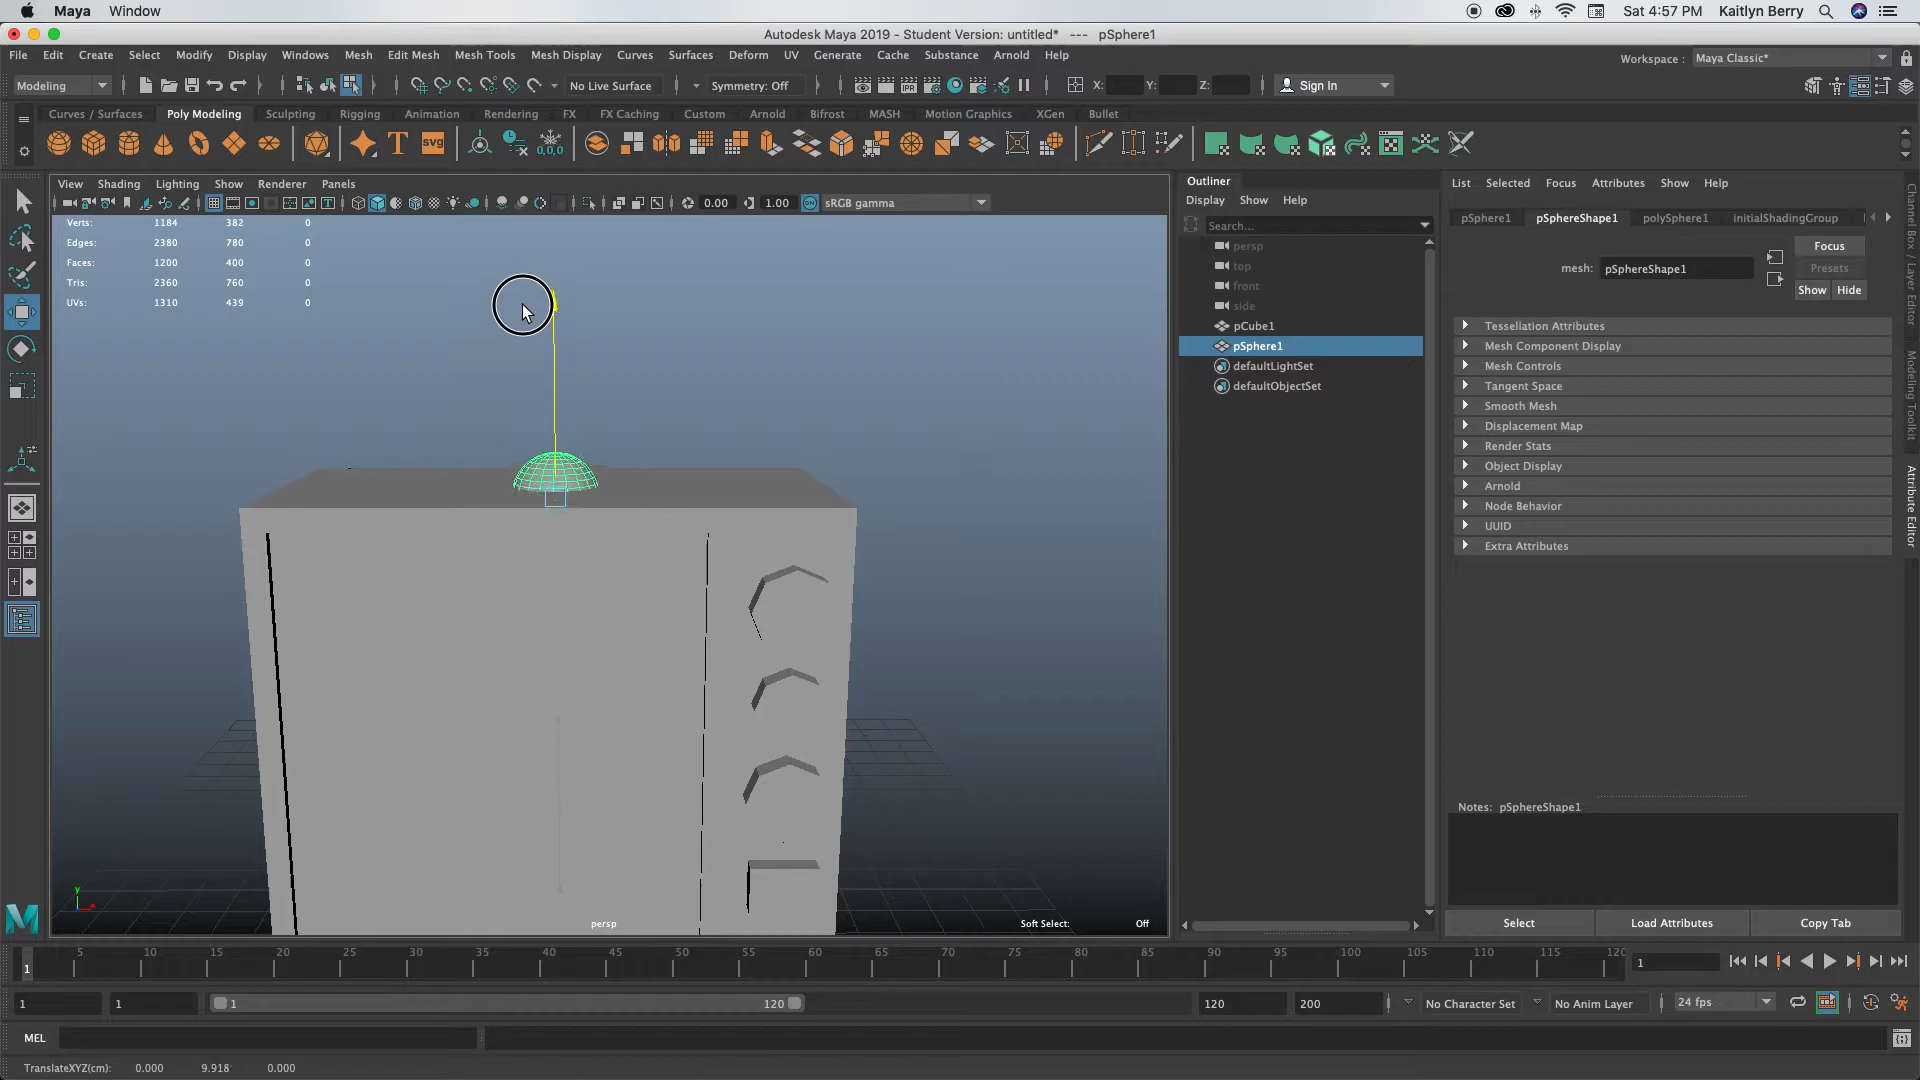 Maya Window Sat 4:57 PM Kaitlyn Berry
Autodesk Maya 2019 - Student Version: untitled* --- pSphere1
File Edit Create Select Modify Display Windows Mesh Edit Mesh Mesh Tools Mesh Display Curves Surfaces Deform UV Generate Cache Substance Arnold Help
Workspace : Maya Classic*
Modeling No Live Surface Symmetry: Off IPR X: Y: Z: Sign In
Curves / Surfaces Poly Modeling Sculpting Rigging Animation Rendering FX FX Caching Custom Arnold Bifrost MASH Motion Graphics XGen Bullet
T SVG 0,0,0
View Shading Lighting Show Renderer Panels
0.00 1.00 sRGB gamma
Verts: 1184 382 0
Edges: 2380 780 0
Faces: 1200 400 0
Tris: 2360 760 0
UVs: 1310 439 0
y
persp
Soft Select: Off
Outliner
Display Show Help
Search...
persp
top
front
side
pCube1
pSphere1
defaultLightSet
defaultObjectSet
List Selected Focus Attributes Show Help
pSphere1 pSphereShape1 polySphere1 initialShadingGroup
mesh: pSphereShape1
Focus
Presets
Show Hide
Tessellation Attributes
Mesh Component Display
Mesh Controls
Tangent Space
Smooth Mesh
Displacement Map
Render Stats
Object Display
Arnold
Node Behavior
UUID
Extra Attributes
Notes: pSphereShape1
Select Load Attributes Copy Tab
Channel Box / Layer Editor
Modeling Toolkit
Attribute Editor
1 5 10 15 20 25 30 35 40 45 50 55 60 65 70 75 80 85 90 95 100 105 110 115 120
1
1 1 1 120 120 200 No Character Set No Anim Layer 24 fps
MEL
TranslateXYZ(cm): 0.000 9.918 0.000